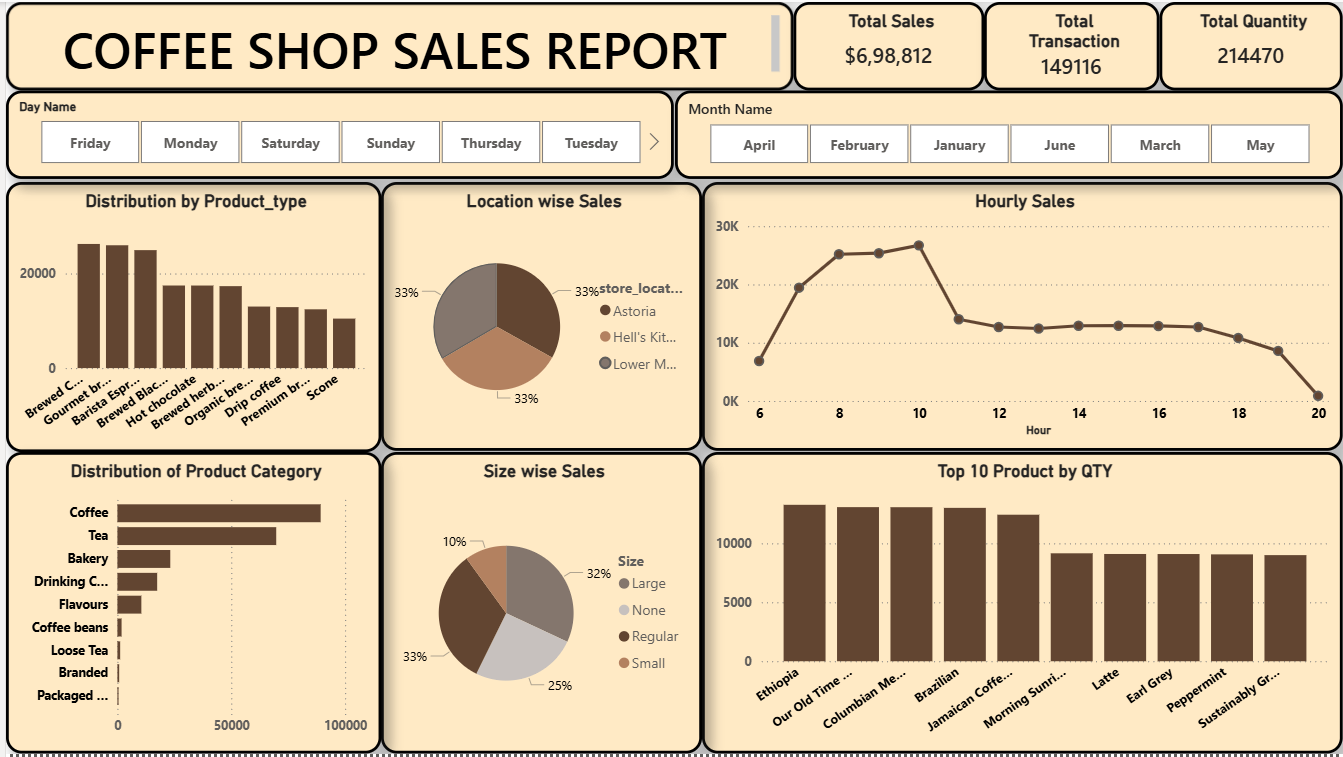 COFFEE SHOP SALES REPORT
Total Sales
$6,98,812
Total
Transaction
149116
Total Quantity
214470
Day Name
Friday
Monday
Saturday
Sunday
Thursday
Tuesday
Month Name
April
February
January
June
March
May
Distribution by Product_type
20000
0
Brewed C...
Gourmet br...
Barista Espr...
Brewed Blac...
Hot chocolate
Brewed herb...
Organic bre...
Drip coffee
Premium br...
Scone
Location wise Sales
33%
33%
33%
store_locat...
Astoria
Hell's Kit...
Lower M...
Hourly Sales
30K
20K
10K
0K
6
8
10
12
14
16
18
20
Hour
Distribution of Product Category
Coffee
Tea
Bakery
Drinking C...
Flavours
Coffee beans
Loose Tea
Branded
Packaged ...
0
50000
100000
Size wise Sales
10%
32%
33%
25%
Size
Large
None
Regular
Small
Top 10 Product by QTY
10000
5000
0
Ethiopia
Our Old Time ...
Columbian Me...
Brazilian
Jamaican Coffe...
Morning Sunri...
Latte
Earl Grey
Peppermint
Sustainably Gr...